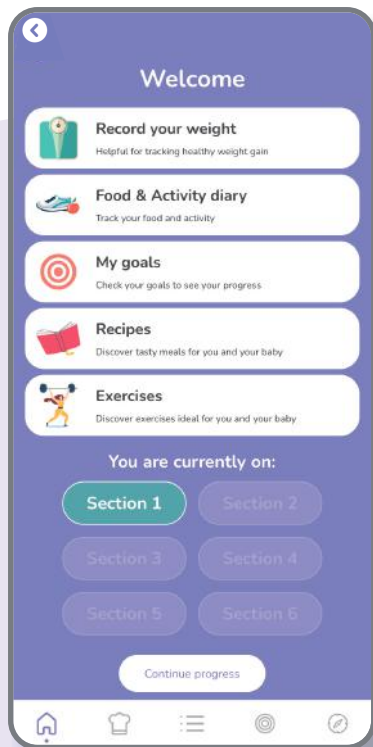 Welcome
Record your weight
Helpful for tracking healthy weight gain
Food & Activity diary
Track your food and activity
My goals
Check your goals to see your progress
Recipes
Discover tasty meals for you and your baby
Exercises
Discover exercises ideal for you and your baby
You are currently on:
Section 1 Section 2
Section 3 Section 4
Section 5 Section 6
Continue progress